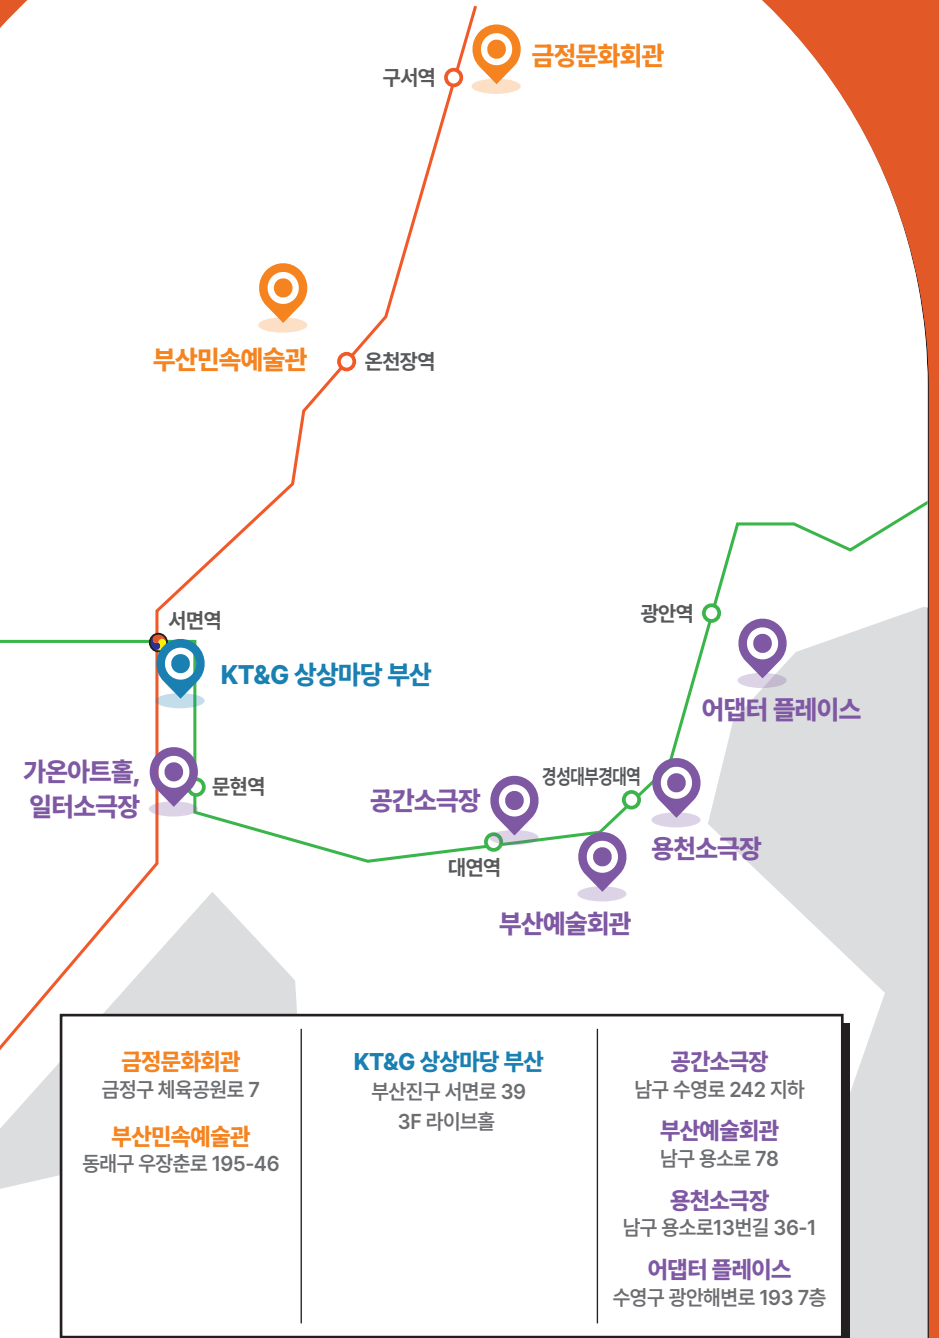 금정문화회관
구서역
부산민속예술관
온천장역
서면역
KT&G 상상마당 부산
광안역
어댑터 플레이스
가온아트홀,
일터소극장
문현역
공간소극장
경성대부경대역
대연역
용천소극장
부산예술회관
금정문화회관
금정구 체육공원로 7
부산민속예술관
동래구 우장춘로 195-46
KT&G 상상마당 부산
부산진구 서면로 39
3F 라이브홀
공간소극장
남구 수영로 242 지하
부산예술회관
남구 용소로 78
용천소극장
남구 용소로13번길 36-1
어댑터 플레이스
수영구 광안해변로 193 7층